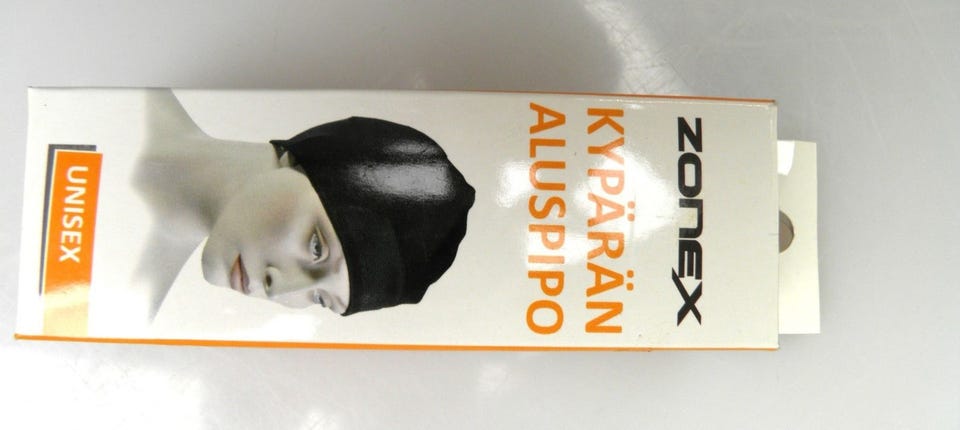 ZONEX
KYPÄRÄN
ALUSPIPO
UNISEX